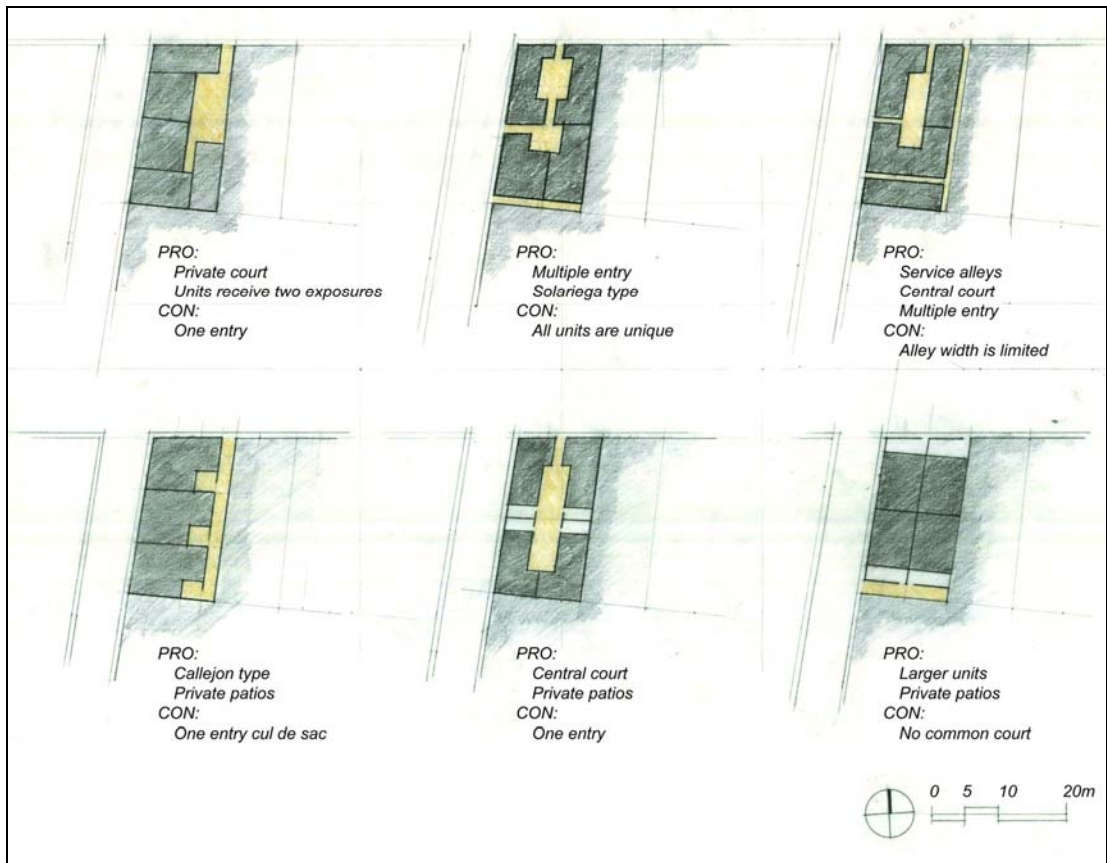 PRO:
Private court
Units receive two exposures
CON:
One entry
PRO:
Multiple entry
Solariega type
CON:
All units are unique
PRO:
Service alleys
Central court
Multiple entry
CON:
Alley width is limited
PRO:
Callejon type
Private patios
CON:
One entry cul de sac
PRO:
Central court
Private patios
CON:
One entry
PRO:
Larger units
Private patios
CON:
No common court
0 5 10 20m